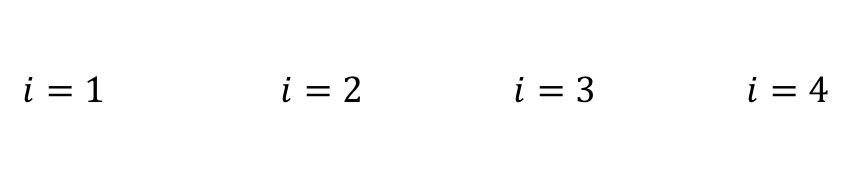 i = 1 i = 2 i = 3 i = 4